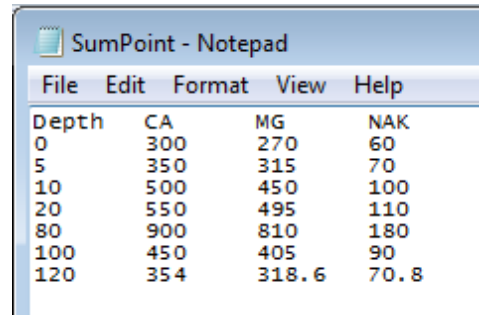 SumPoint - Notepad
File Edit Format View Help
Depth CA MG NAK
0 300 270 60
5 350 315 70
10 500 450 100
20 550 495 110
80 900 810 180
100 450 405 90
120 354 318.6 70.8